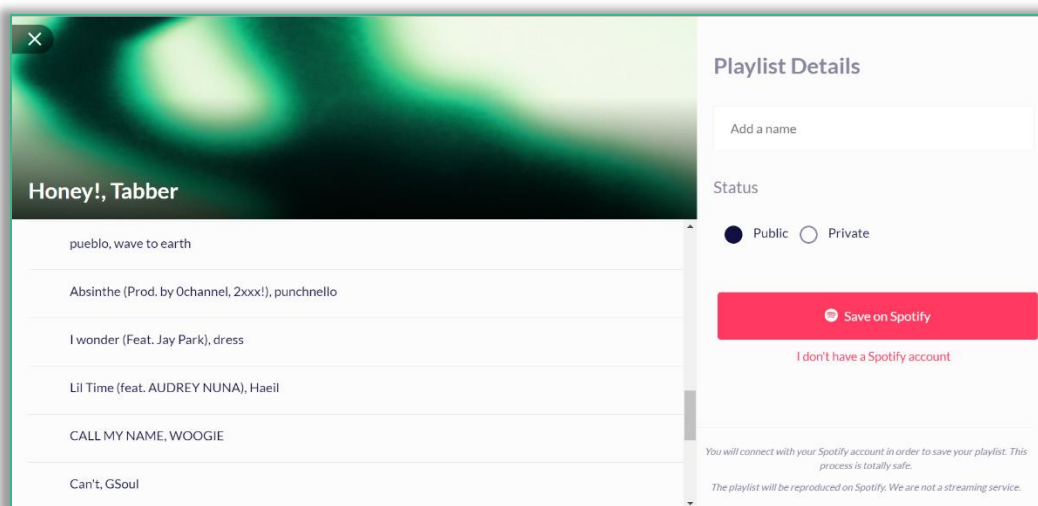 Honey!, Tabber
pueblo, wave to earth
Absinthe (Prod. by 0channel, 2xxx!), punchnello
I wonder (Feat. Jay Park), dress
Lil Time (feat. AUDREY NUNA), Haeil
CALL MY NAME, WOOGIE
Can't, GSoul
Playlist Details
Add a name
Status
Public
Private
Save on Spotify
I don't have a Spotify account
You will connect with your Spotify account in order to save your playlist. This
process is totally safe.
The playlist will be reproduced on Spotify. We are not a streaming service.